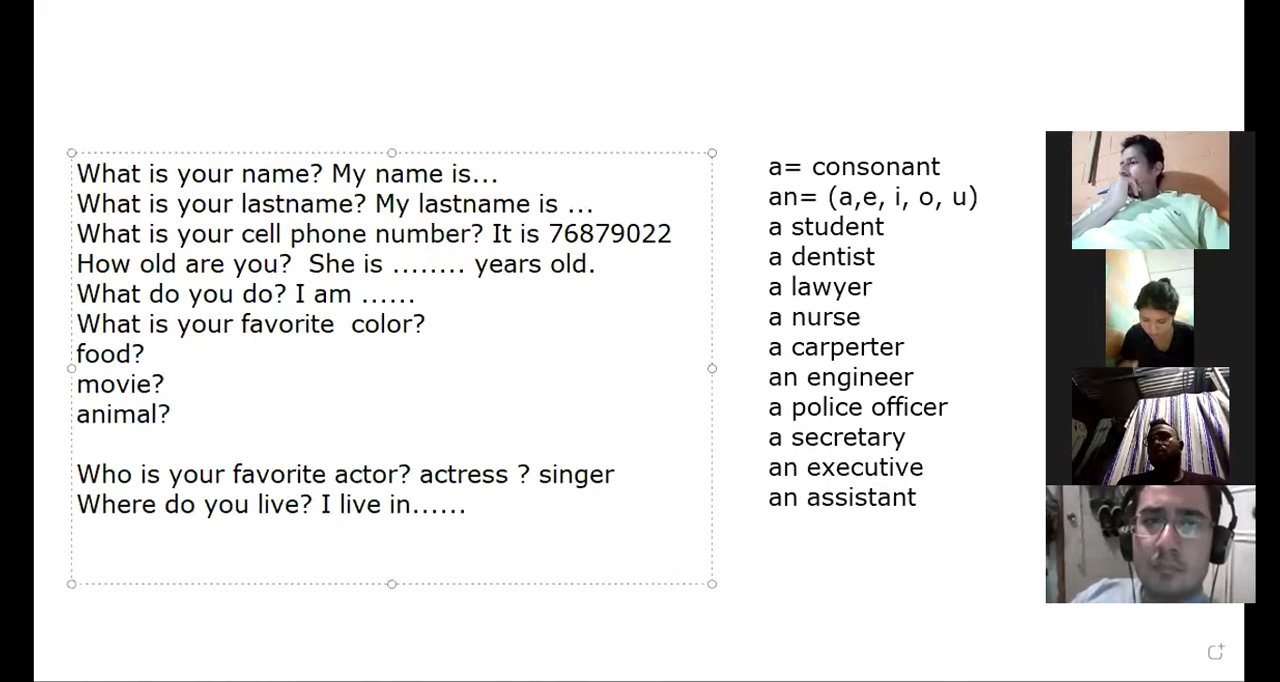 What is your name? My name is...
What is your lastname? My lastname is ...
What is your cell phone number? It is 76879022
How old are you?  She is ........ years old.
What do you do? I am ......
What is your favorite  color?
food?
movie?
animal?
Who is your favorite actor? actress ? singer
Where do you live? I live in......
a= consonant
an= (a,e, i, o, u)
a student
a dentist
a lawyer
a nurse
a carperter
an engineer
a police officer
a secretary
an executive
an assistant